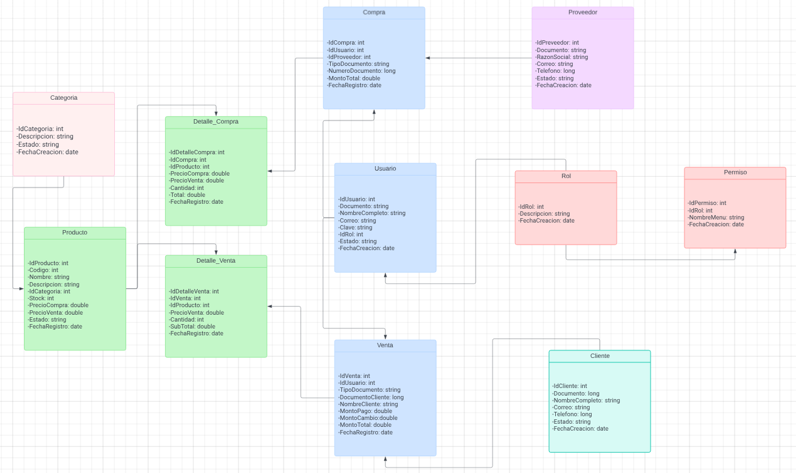 Compra
-IdCompra: int
-IdUsuario: int
-IdProveedor: int
-TipoDocumento: string
-NumeroDocumento: long
-MontoTotal: double
-FechaRegistro: date
Proveedor
-IdPreveedor: int
-Documento: string
-RazonSocial: string
-Correo: string
-Telefono: long
-Estado: string
-FechaCreacion: date
Categoria
-IdCategoria: int
-Descripcion: string
-Estado: string
-FechaCreacion: date
Detalle_Compra
-IdDetalleCompra: int
-IdCompra: int
-IdProducto: int
-PrecioCompra: double
-PrecioVenta: double
-Cantidad: int
-Total: double
-FechaRegistro: date
Usuario
-IdUsuario: int
-Documento: string
-NombreCompleto: string
-Correo: string
-Clave: string
-IdRol: int
-Estado: string
-FechaCreacion: date
Rol
-IdRol: int
-Descripcion: string
-FechaCreacion: date
Permiso
-IdPermiso: int
-IdRol: int
-NombreMenu: string
-FechaCreacion: date
Producto
-IdProducto: int
-Codigo: int
-Nombre: string
-Descripcion: string
-IdCategoria: int
-Stock: int
-PrecioCompra: double
-PrecioVenta: double
-Estado: string
-FechaRegistro: date
Detalle_Venta
-IdDetalleVenta: int
-IdVenta: int
-IdProducto: int
-PrecioVenta: double
-Cantidad: int
-SubTotal: double
-FechaRegistro: date
Venta
-IdVenta: int
-IdUsuario: int
-TipoDocumento: string
-DocumentoCliente: long
-NombreCliente: string
-MontoPago: double
-MontoCambio:double
-MontoTotal: double
-FechaRegistro: date
Cliente
-IdCliente: int
-Documento: long
-NombreCompleto: string
-Correo: string
-Telefono: long
-Estado: string
-FechaCreacion: date